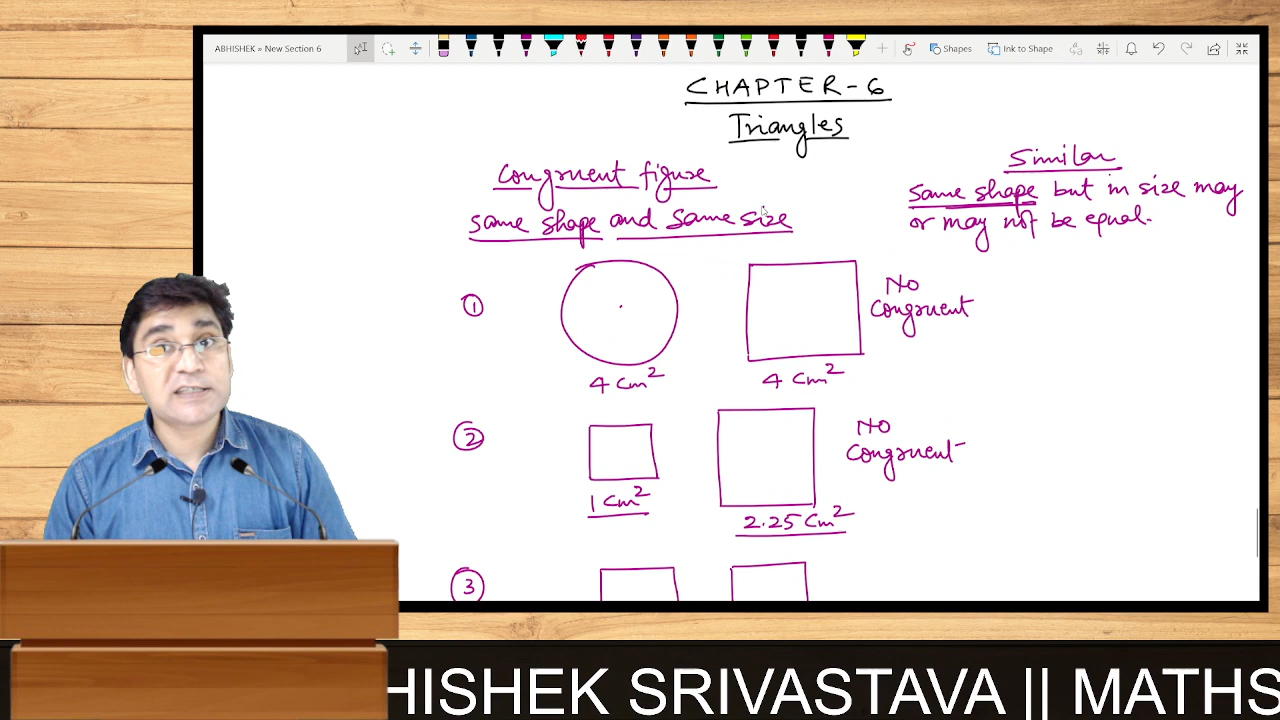 ABHISHEK » New Section 6
Shapes
Ink to Shape
CHAPTER-6
Triangles
Congruent figure
same shape and same size
Similar
same shape but in size may
or may not be equal.
①
4 cm²
4 cm²
No
Congruent
②
1 cm²
2.25 cm²
No
Congruent
③
HISHEK SRIVASTAVA || MATHS